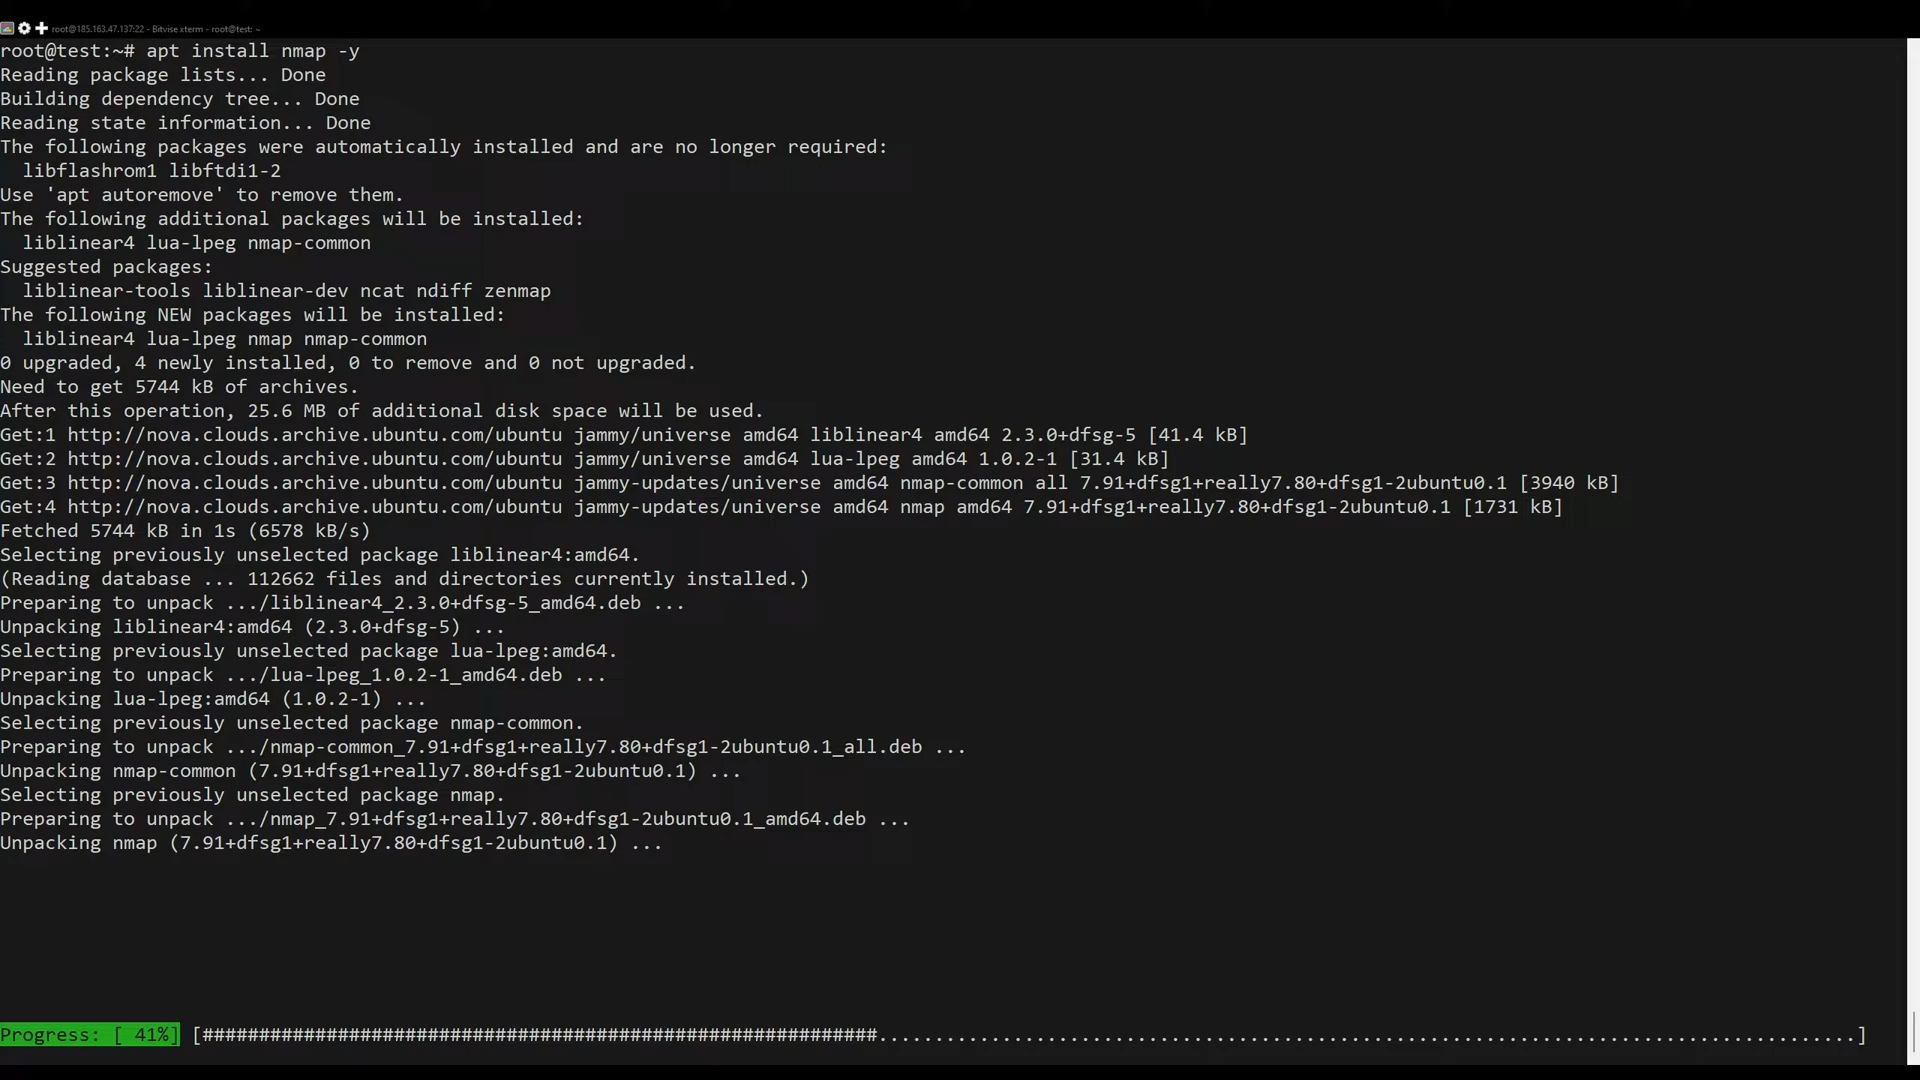 root@185.163.47.137:22 - Bitvise xterm - root@test: ~
root@test:~# apt install nmap -y
Reading package lists... Done
Building dependency tree... Done
Reading state information... Done
The following packages were automatically installed and are no longer required:
  libflashrom1 libftdi1-2
Use 'apt autoremove' to remove them.
The following additional packages will be installed:
  liblinear4 lua-lpeg nmap-common
Suggested packages:
  liblinear-tools liblinear-dev ncat ndiff zenmap
The following NEW packages will be installed:
  liblinear4 lua-lpeg nmap nmap-common
0 upgraded, 4 newly installed, 0 to remove and 0 not upgraded.
Need to get 5744 kB of archives.
After this operation, 25.6 MB of additional disk space will be used.
Get:1 http://nova.clouds.archive.ubuntu.com/ubuntu jammy/universe amd64 liblinear4 amd64 2.3.0+dfsg-5 [41.4 kB]
Get:2 http://nova.clouds.archive.ubuntu.com/ubuntu jammy/universe amd64 lua-lpeg amd64 1.0.2-1 [31.4 kB]
Get:3 http://nova.clouds.archive.ubuntu.com/ubuntu jammy-updates/universe amd64 nmap-common all 7.91+dfsg1+really7.80+dfsg1-2ubuntu0.1 [3940 kB]
Get:4 http://nova.clouds.archive.ubuntu.com/ubuntu jammy-updates/universe amd64 nmap amd64 7.91+dfsg1+really7.80+dfsg1-2ubuntu0.1 [1731 kB]
Fetched 5744 kB in 1s (6578 kB/s)
Selecting previously unselected package liblinear4:amd64.
(Reading database ... 112662 files and directories currently installed.)
Preparing to unpack .../liblinear4_2.3.0+dfsg-5_amd64.deb ...
Unpacking liblinear4:amd64 (2.3.0+dfsg-5) ...
Selecting previously unselected package lua-lpeg:amd64.
Preparing to unpack .../lua-lpeg_1.0.2-1_amd64.deb ...
Unpacking lua-lpeg:amd64 (1.0.2-1) ...
Selecting previously unselected package nmap-common.
Preparing to unpack .../nmap-common_7.91+dfsg1+really7.80+dfsg1-2ubuntu0.1_all.deb ...
Unpacking nmap-common (7.91+dfsg1+really7.80+dfsg1-2ubuntu0.1) ...
Selecting previously unselected package nmap.
Preparing to unpack .../nmap_7.91+dfsg1+really7.80+dfsg1-2ubuntu0.1_amd64.deb ...
Unpacking nmap (7.91+dfsg1+really7.80+dfsg1-2ubuntu0.1) ...
Progress: [ 41%] [############################################################.......................................................................................]